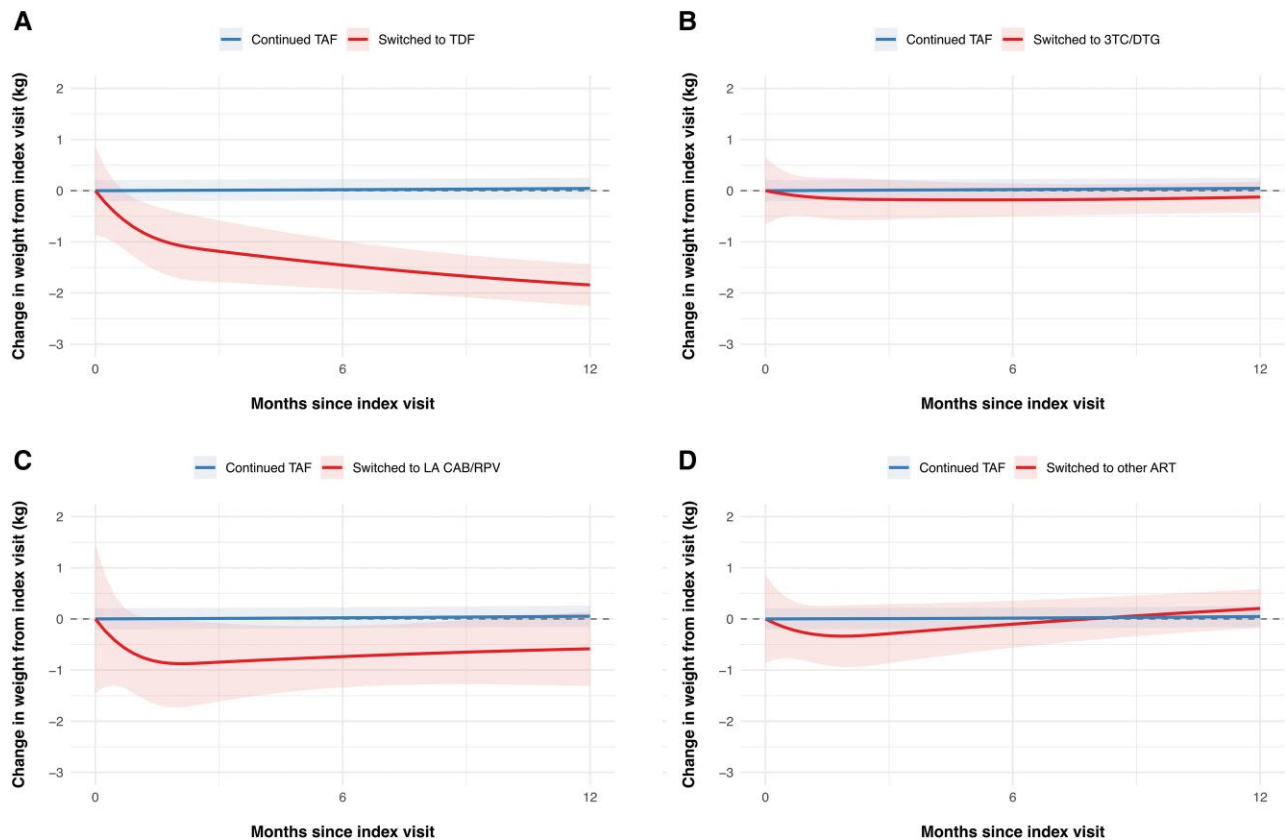 A
Continued TAF Switched to TDF
Change in weight from index visit (kg)
2
1
0
−1
−2
−3
0 6 12
Months since index visit
B
Continued TAF Switched to 3TC/DTG
Change in weight from index visit (kg)
2
1
0
−1
−2
−3
0 6 12
Months since index visit
C
Continued TAF Switched to LA CAB/RPV
Change in weight from index visit (kg)
2
1
0
−1
−2
−3
0 6 12
Months since index visit
D
Continued TAF Switched to other ART
Change in weight from index visit (kg)
2
1
0
−1
−2
−3
0 6 12
Months since index visit